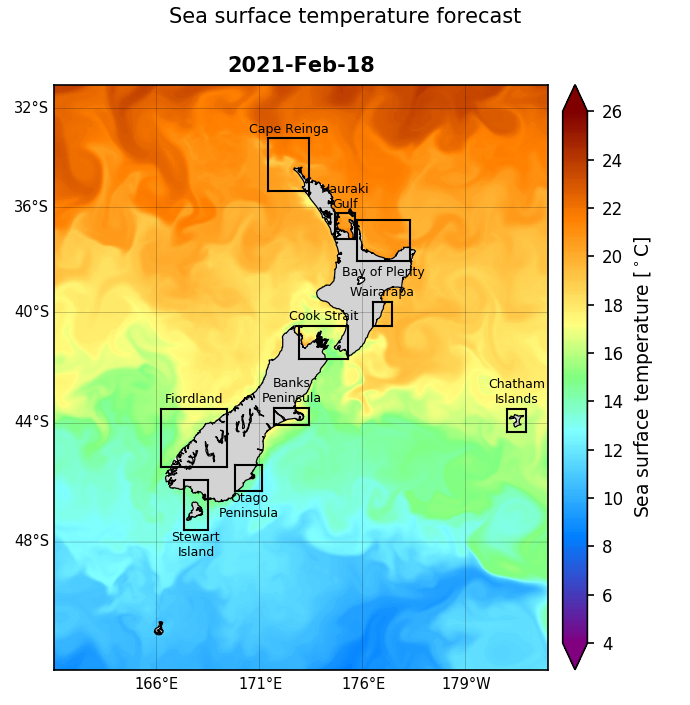 Sea surface temperature forecast
2021-Feb-18
32°S
36°S
40°S
44°S
48°S
166°E
171°E
176°E
179°W
Cape Reinga
Hauraki
Gulf
Bay of Plenty
Wairarapa
Cook Strait
Banks
Peninsula
Fiordland
Chatham
Islands
Otago
Peninsula
Stewart
Island
26
24
22
20
18
16
14
12
10
8
6
4
Sea surface temperature [°C]